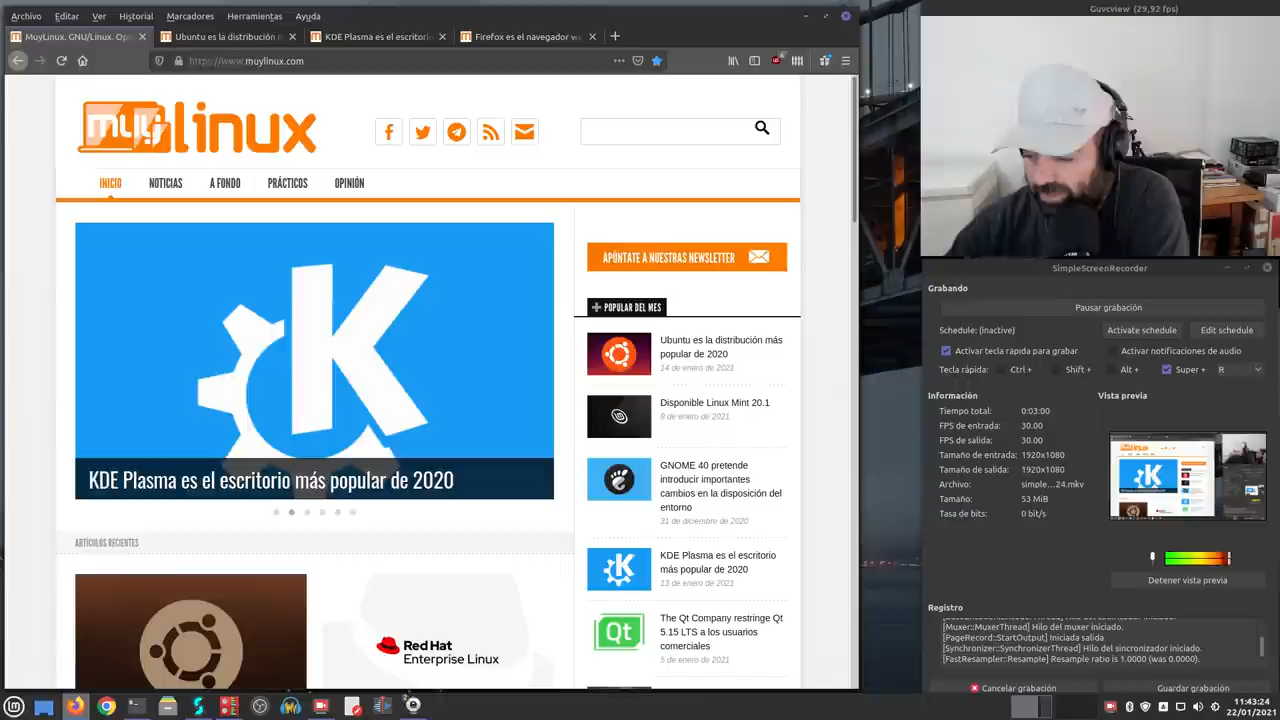 Archivo Editar Ver Historial Marcadores Herramientas Ayuda
MuyLinux. GNU/Linux. Opi
Ubuntu es la distribución m
KDE Plasma es el escritorio
Firefox es el navegador w
https://www.muylinux.com
muylinux
INICIO NOTICIAS A FONDO PRÁCTICOS OPINIÓN
KDE Plasma es el escritorio más popular de 2020
ARTÍCULOS RECIENTES
Red Hat
Enterprise Linux
APÚNTATE A NUESTRAS NEWSLETTER
POPULAR DEL MES
Ubuntu es la distribución más
popular de 2020
14 de enero de 2021
Disponible Linux Mint 20.1
8 de enero de 2021
GNOME 40 pretende
introducir importantes
cambios en la disposición del
entorno
31 de diciembre de 2020
KDE Plasma es el escritorio
más popular de 2020
13 de enero de 2021
Qt
The Qt Company restringe Qt
5.15 LTS a los usuarios
comerciales
5 de enero de 2021
Guvcview (29,92 fps)
SimpleScreenRecorder
Grabando
Pausar grabación
Schedule: (inactive) Activate schedule Edit schedule
Activar tecla rápida para grabar Activar notificaciones de audio
Tecla rápida: Ctrl + Shift + Alt + Super + R
Información
Tiempo total: 0:03:00
FPS de entrada: 30.00
FPS de salida: 30.00
Tamaño de entrada: 1920x1080
Tamaño de salida: 1920x1080
Archivo: simple...24.mkv
Tamaño: 53 MiB
Tasa de bits: 0 bit/s
Vista previa
Detener vista previa
Registro
[Muxer::MuxerThread] Hilo del muxer iniciado.
[PageRecord::StartOutput] Iniciada salida
[Synchronizer::SynchronizerThread] Hilo del sincronizador iniciado.
[FastResampler::Resample] Resample ratio is 1.0000 (was 0.0000).
Cancelar grabación Guardar grabación
11:43:24
22/01/2021